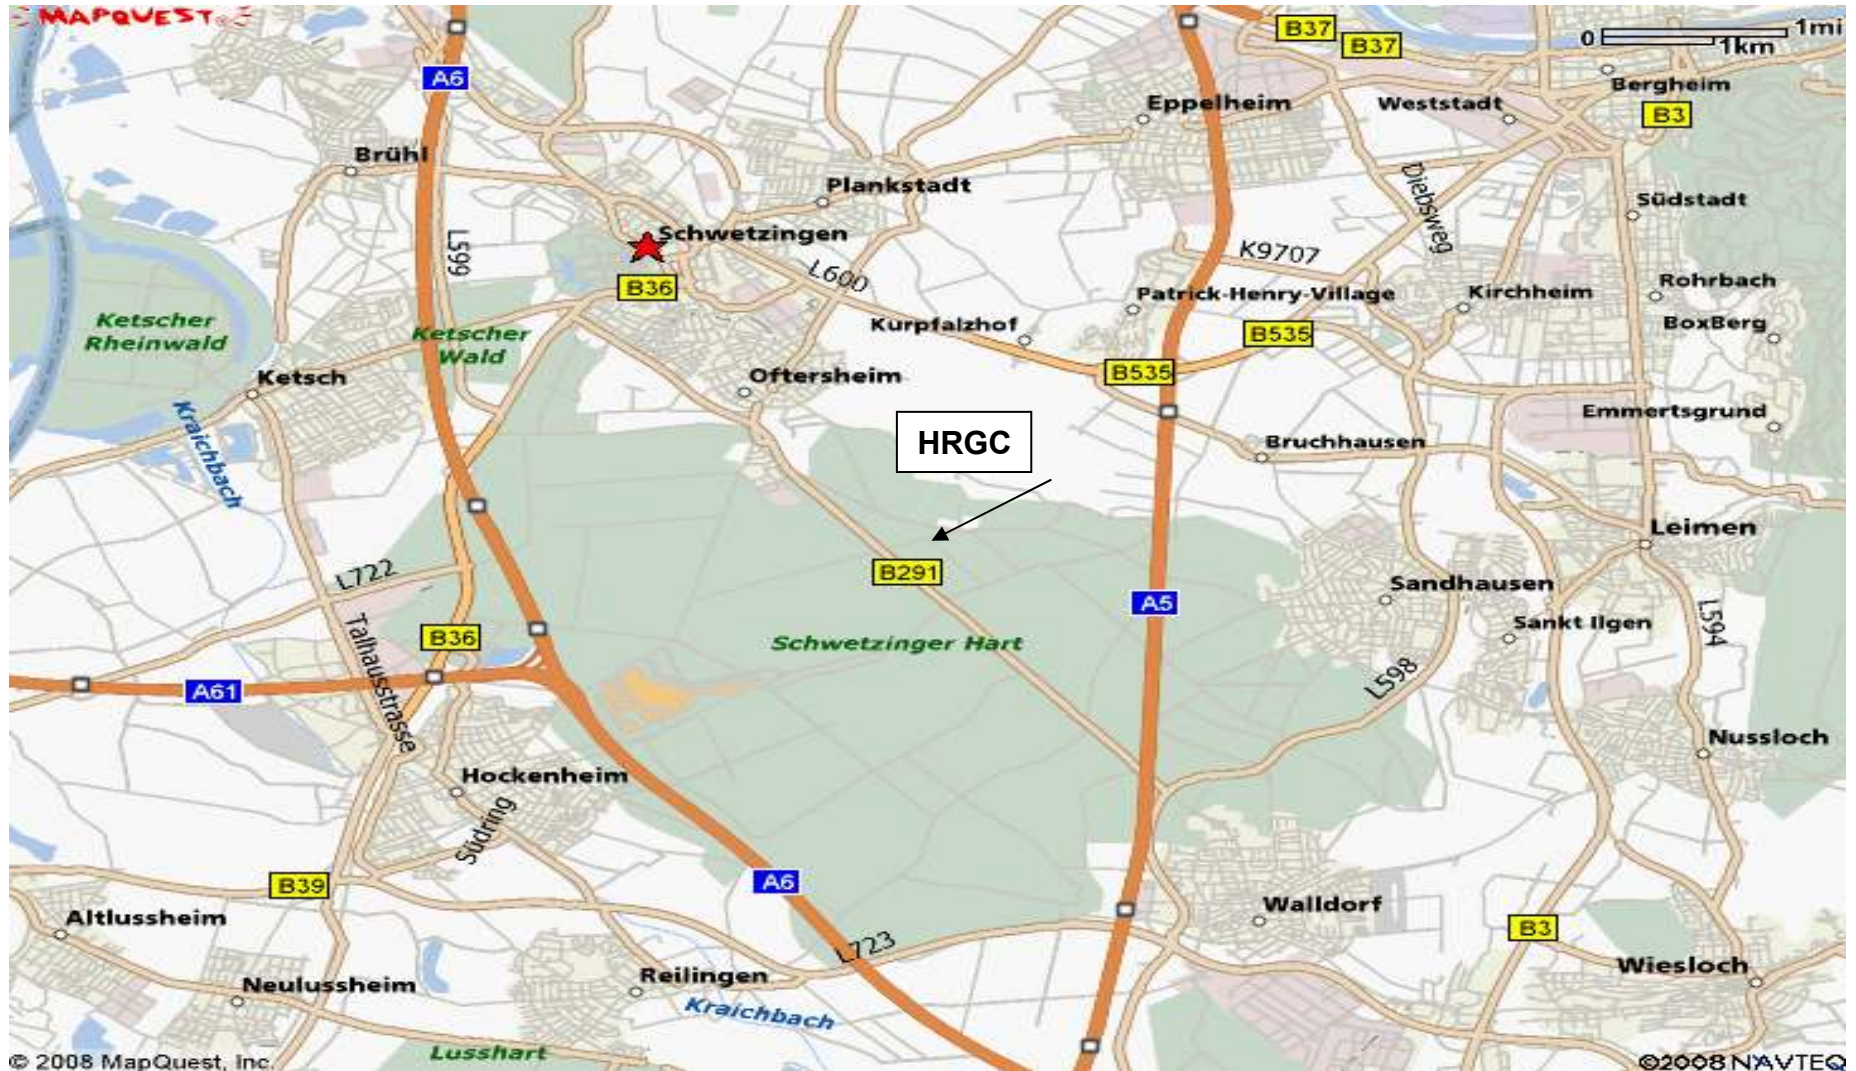 MAPQUEST
B37
B37
0
1mi
1km
A6
Bergheim
Eppelheim
Weststadt
B3
Brühl
Plankstadt
Diebsweg
Südstadt
Schwetzingen
L599
L600
K9707
B36
Patrick-Henry-Village
Kirchheim
Rohrbach
Ketscher
Rheinwald
Ketscher
Wald
Kurpfalzhof
B535
BoxBerg
Ketsch
Oftersheim
B535
Kraichbach
HRGC
Bruchhausen
Emmertsgrund
Leimen
L722
B291
A5
Sandhausen
Sankt Ilgen
L594
Talhausstrasse
B36
Schwetzinger Hart
L598
A61
Nussloch
Hockenheim
Südring
B39
A6
Walldorf
Altlussheim
L723
B3
Neulussheim
Reilingen
Wiesloch
Kraichbach
Lusshart
© 2008 MapQuest, Inc.
©2008 NAVTEQ